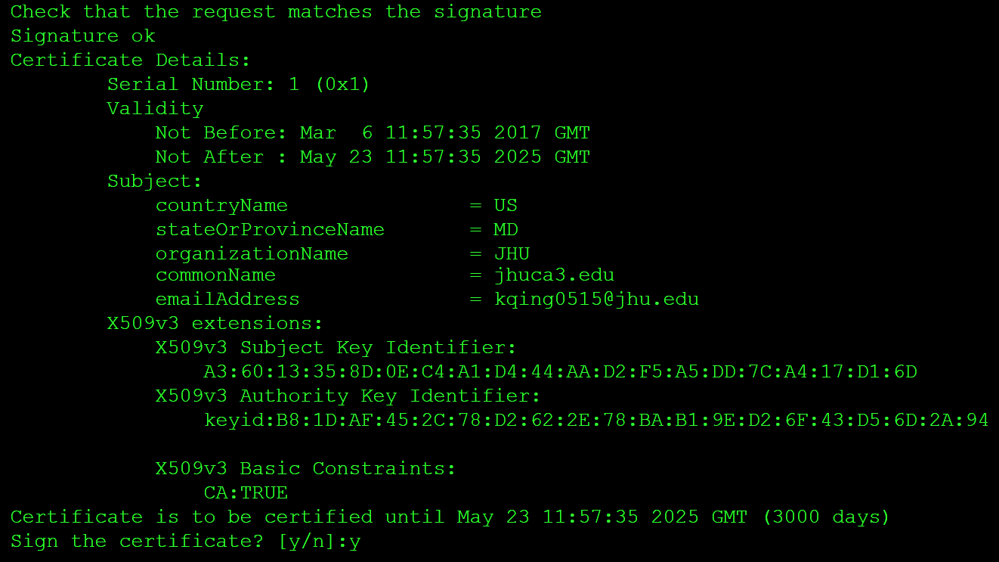 Check that the request matches the signature
Signature ok
Certificate Details:
        Serial Number: 1 (0x1)
        Validity
            Not Before: Mar  6 11:57:35 2017 GMT
            Not After : May 23 11:57:35 2025 GMT
        Subject:
            countryName               = US
            stateOrProvinceName       = MD
            organizationName          = JHU
            commonName                = jhuca3.edu
            emailAddress              = kqing0515@jhu.edu
        X509v3 extensions:
            X509v3 Subject Key Identifier:
                A3:60:13:35:8D:0E:C4:A1:D4:44:AA:D2:F5:A5:DD:7C:A4:17:D1:6D
            X509v3 Authority Key Identifier:
                keyid:B8:1D:AF:45:2C:78:D2:62:2E:78:BA:B1:9E:D2:6F:43:D5:6D:2A:94
            X509v3 Basic Constraints:
                CA:TRUE
Certificate is to be certified until May 23 11:57:35 2025 GMT (3000 days)
Sign the certificate? [y/n]:y